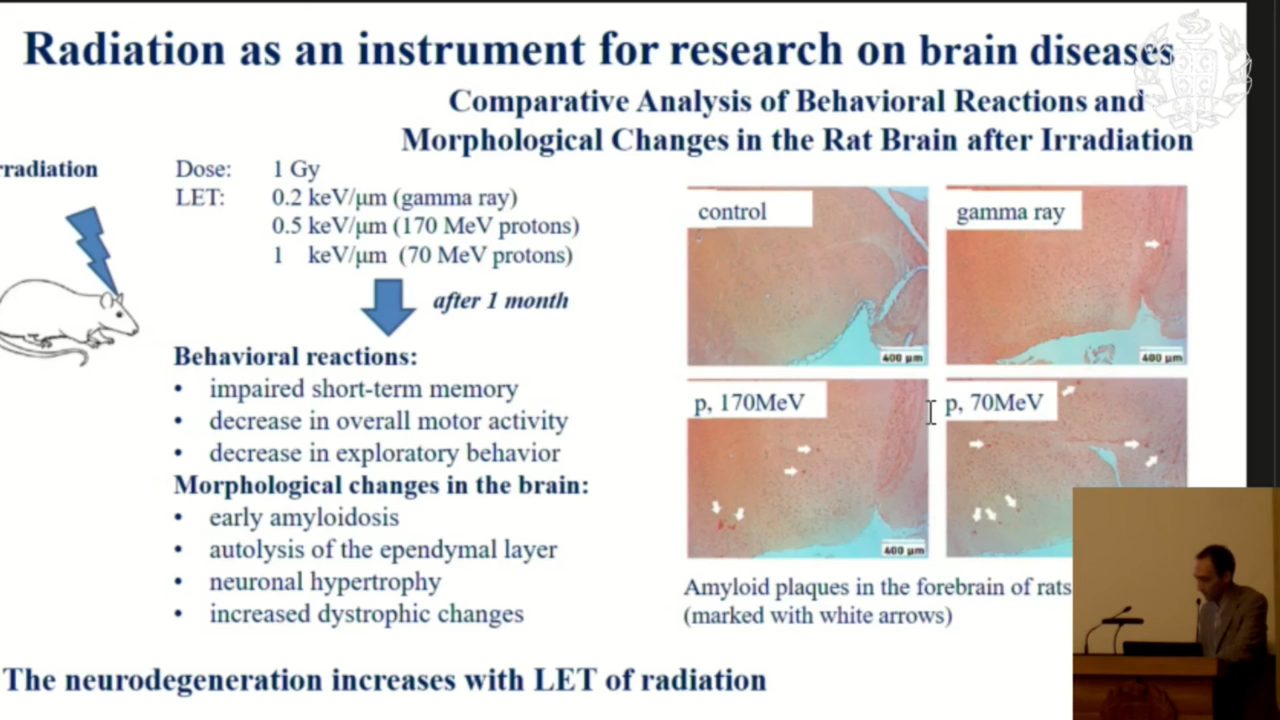 Radiation as an instrument for research on brain diseases
Comparative Analysis of Behavioral Reactions and
Morphological Changes in the Rat Brain after Irradiation
rradiation
Dose: 1 Gy
LET: 0.2 keV/μm (gamma ray)
0.5 keV/μm (170 MeV protons)
1 keV/μm (70 MeV protons)
after 1 month
Behavioral reactions:
• impaired short-term memory
• decrease in overall motor activity
• decrease in exploratory behavior
Morphological changes in the brain:
• early amyloidosis
• autolysis of the ependymal layer
• neuronal hypertrophy
• increased dystrophic changes
control
400 μm
gamma ray
400 μm
p, 170MeV
400 μm
p, 70MeV
Amyloid plaques in the forebrain of rats
(marked with white arrows)
The neurodegeneration increases with LET of radiation